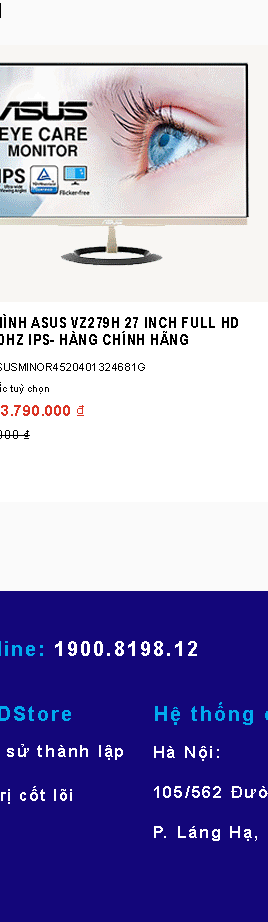 ASUS
EYE CARE
MONITOR
IPS
Flicker-free
HÌNH ASUS VZ279H 27 INCH FULL HD
0HZ IPS- HÀNG CHÍNH HÃNG
SUSMINOR4520401324681G
ắc tuỳ chọn
3.790.000 ₫
000 ₫
line: 1900.8198.12
DStore
Hệ thống
sử thành lập
Hà Nội:
rị cốt lõi
105/562 Đườ
P. Láng Hạ,